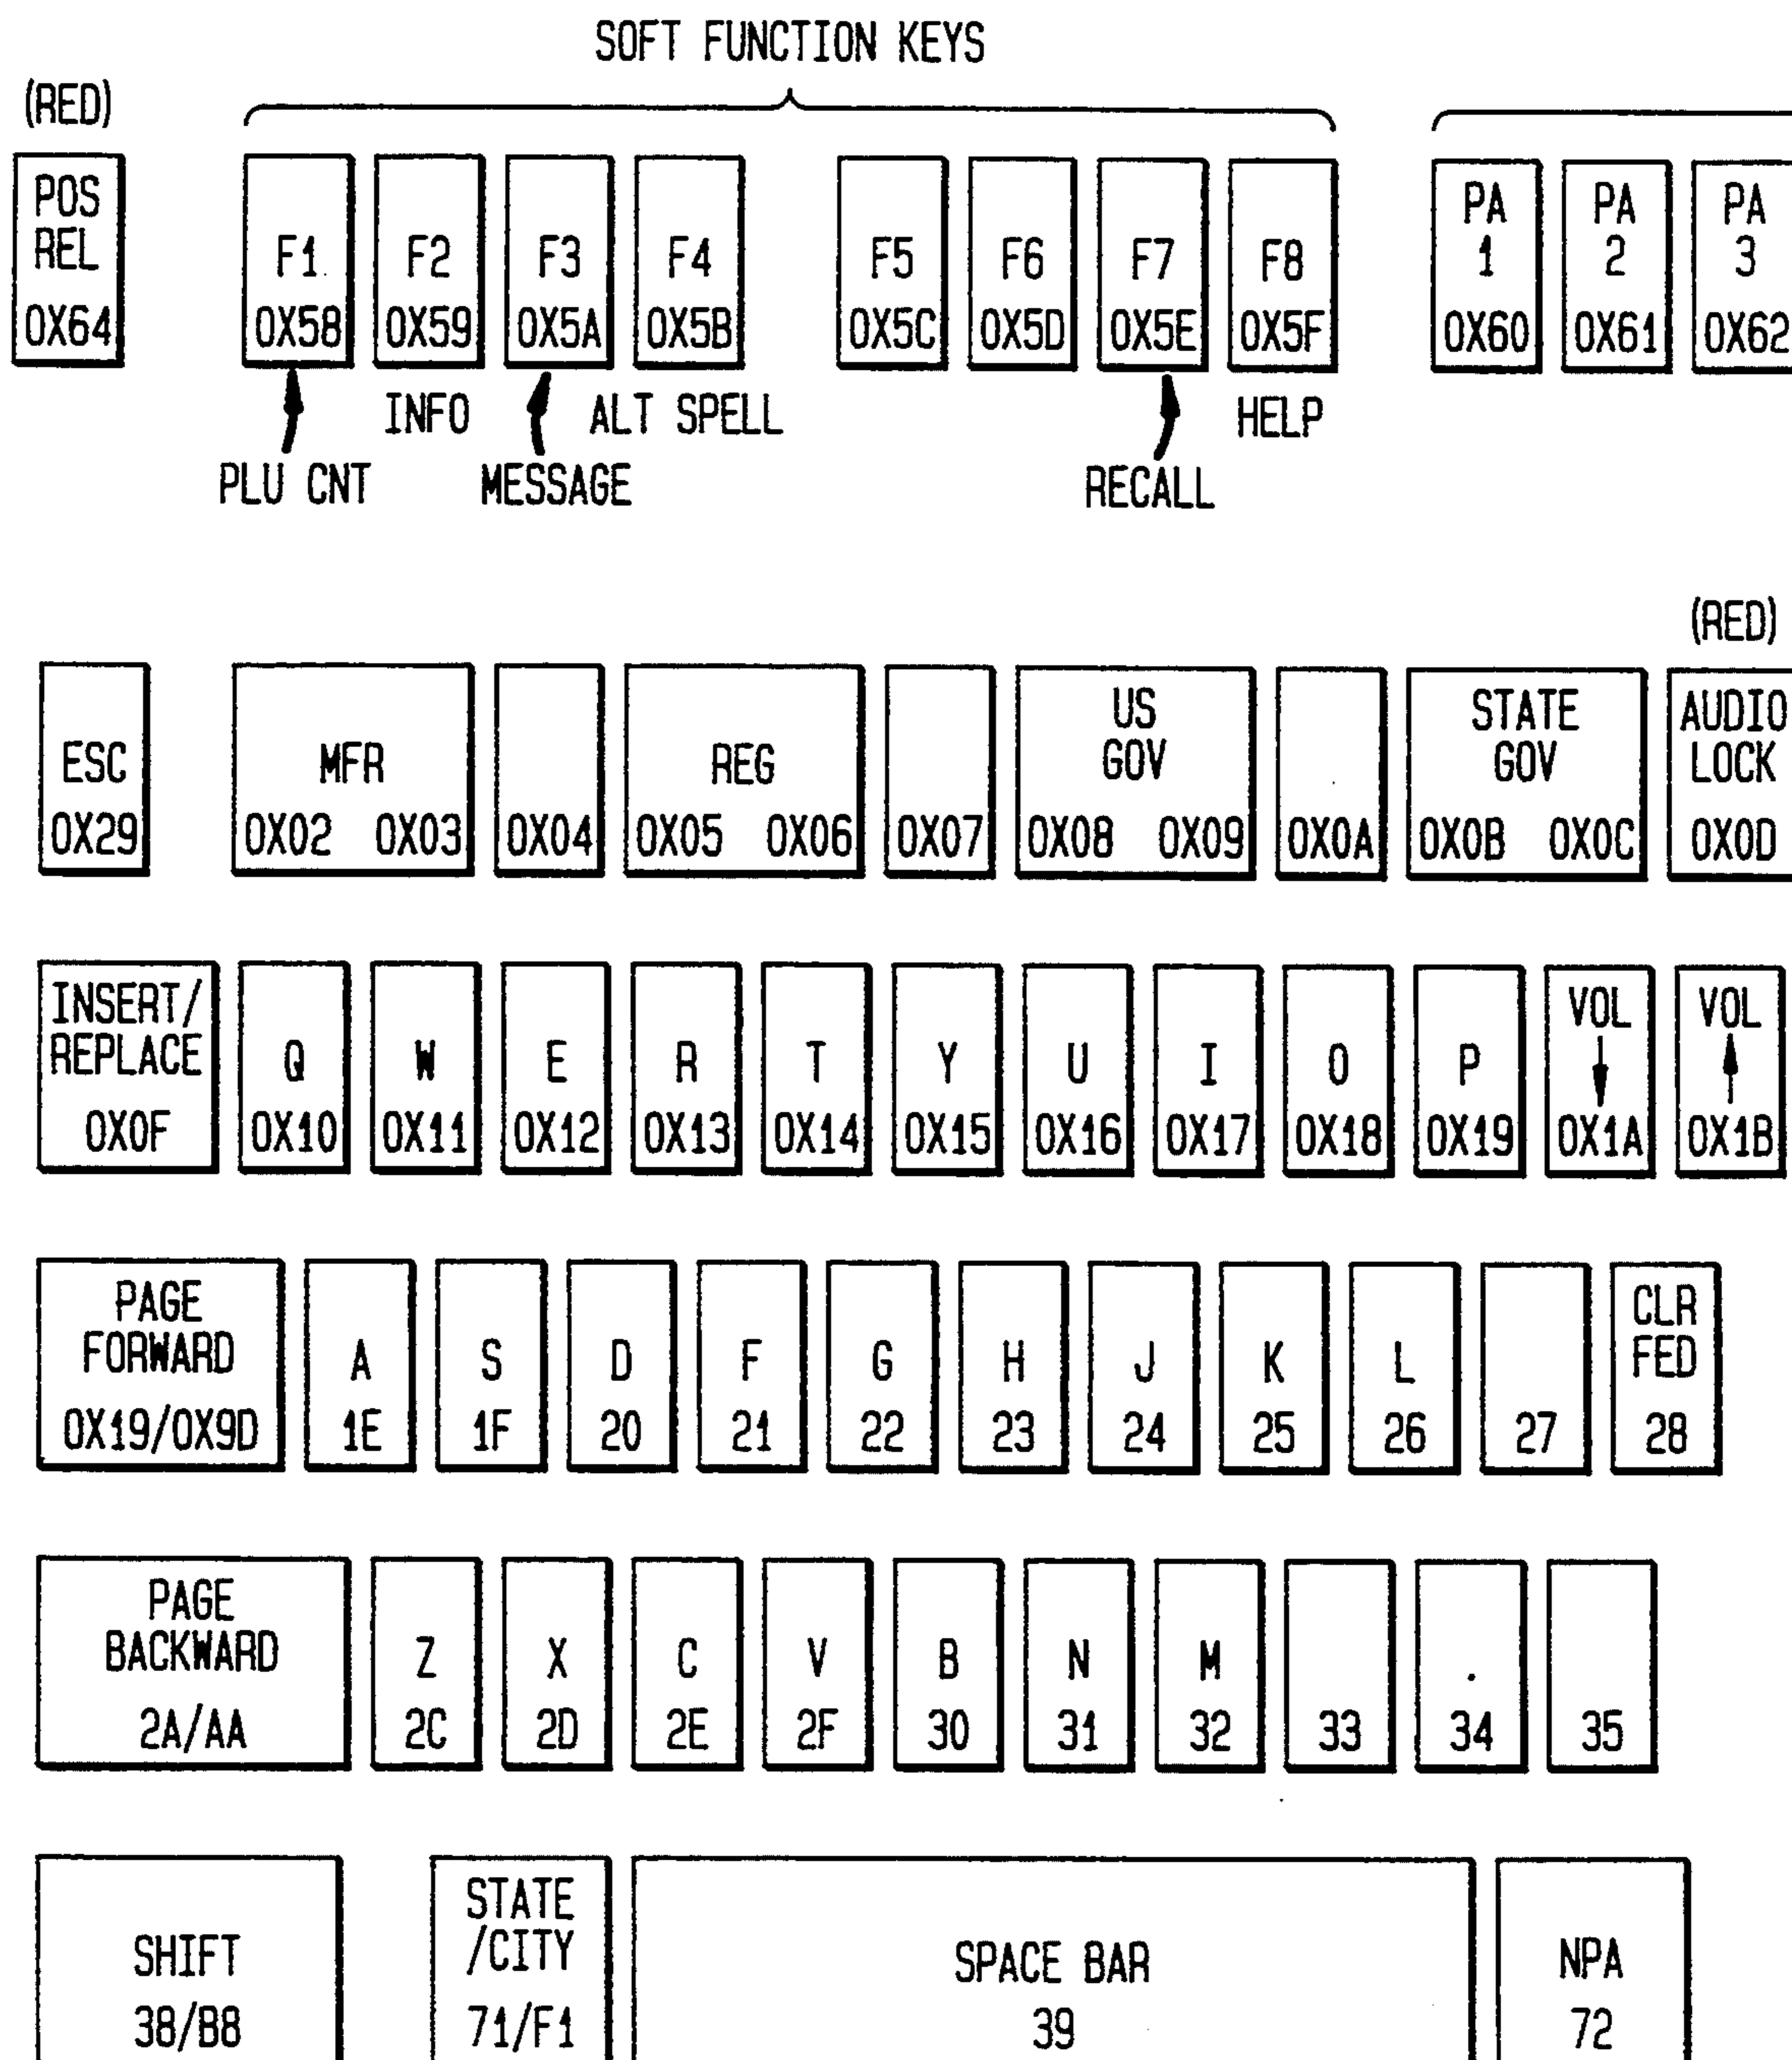 SOFT FUNCTION KEYS
(RED)
POS
REL
0X64
F1
0X58
F2
0X59
F3
0X5A
F4
0X5B
F5
0X5C
F6
0X5D
F7
0X5E
F8
0X5F
PA
1
0X60
PA
2
0X61
PA
3
0X62
INFO
ALT SPELL
HELP
PLU CNT
MESSAGE
RECALL
(RED)
ESC
0X29
MFR
0X02 0X03
0X04
REG
0X05 0X06
0X07
US
GOV
0X08 0X09
0X0A
STATE
GOV
0X0B 0X0C
AUDIO
LOCK
0X0D
INSERT/
REPLACE
0X0F
Q
0X10
W
0X11
E
0X12
R
0X13
T
0X14
Y
0X15
U
0X16
I
0X17
O
0X18
P
0X19
VOL
↓
0X1A
VOL
↑
0X1B
PAGE
FORWARD
0X19/0X9D
A
1E
S
1F
D
20
F
21
G
22
H
23
J
24
K
25
L
26
27
CLR
FED
28
PAGE
BACKWARD
2A/AA
Z
2C
X
2D
C
2E
V
2F
B
30
N
31
M
32
33
.
34
35
SHIFT
38/B8
STATE
/CITY
71/F1
SPACE BAR
39
NPA
72